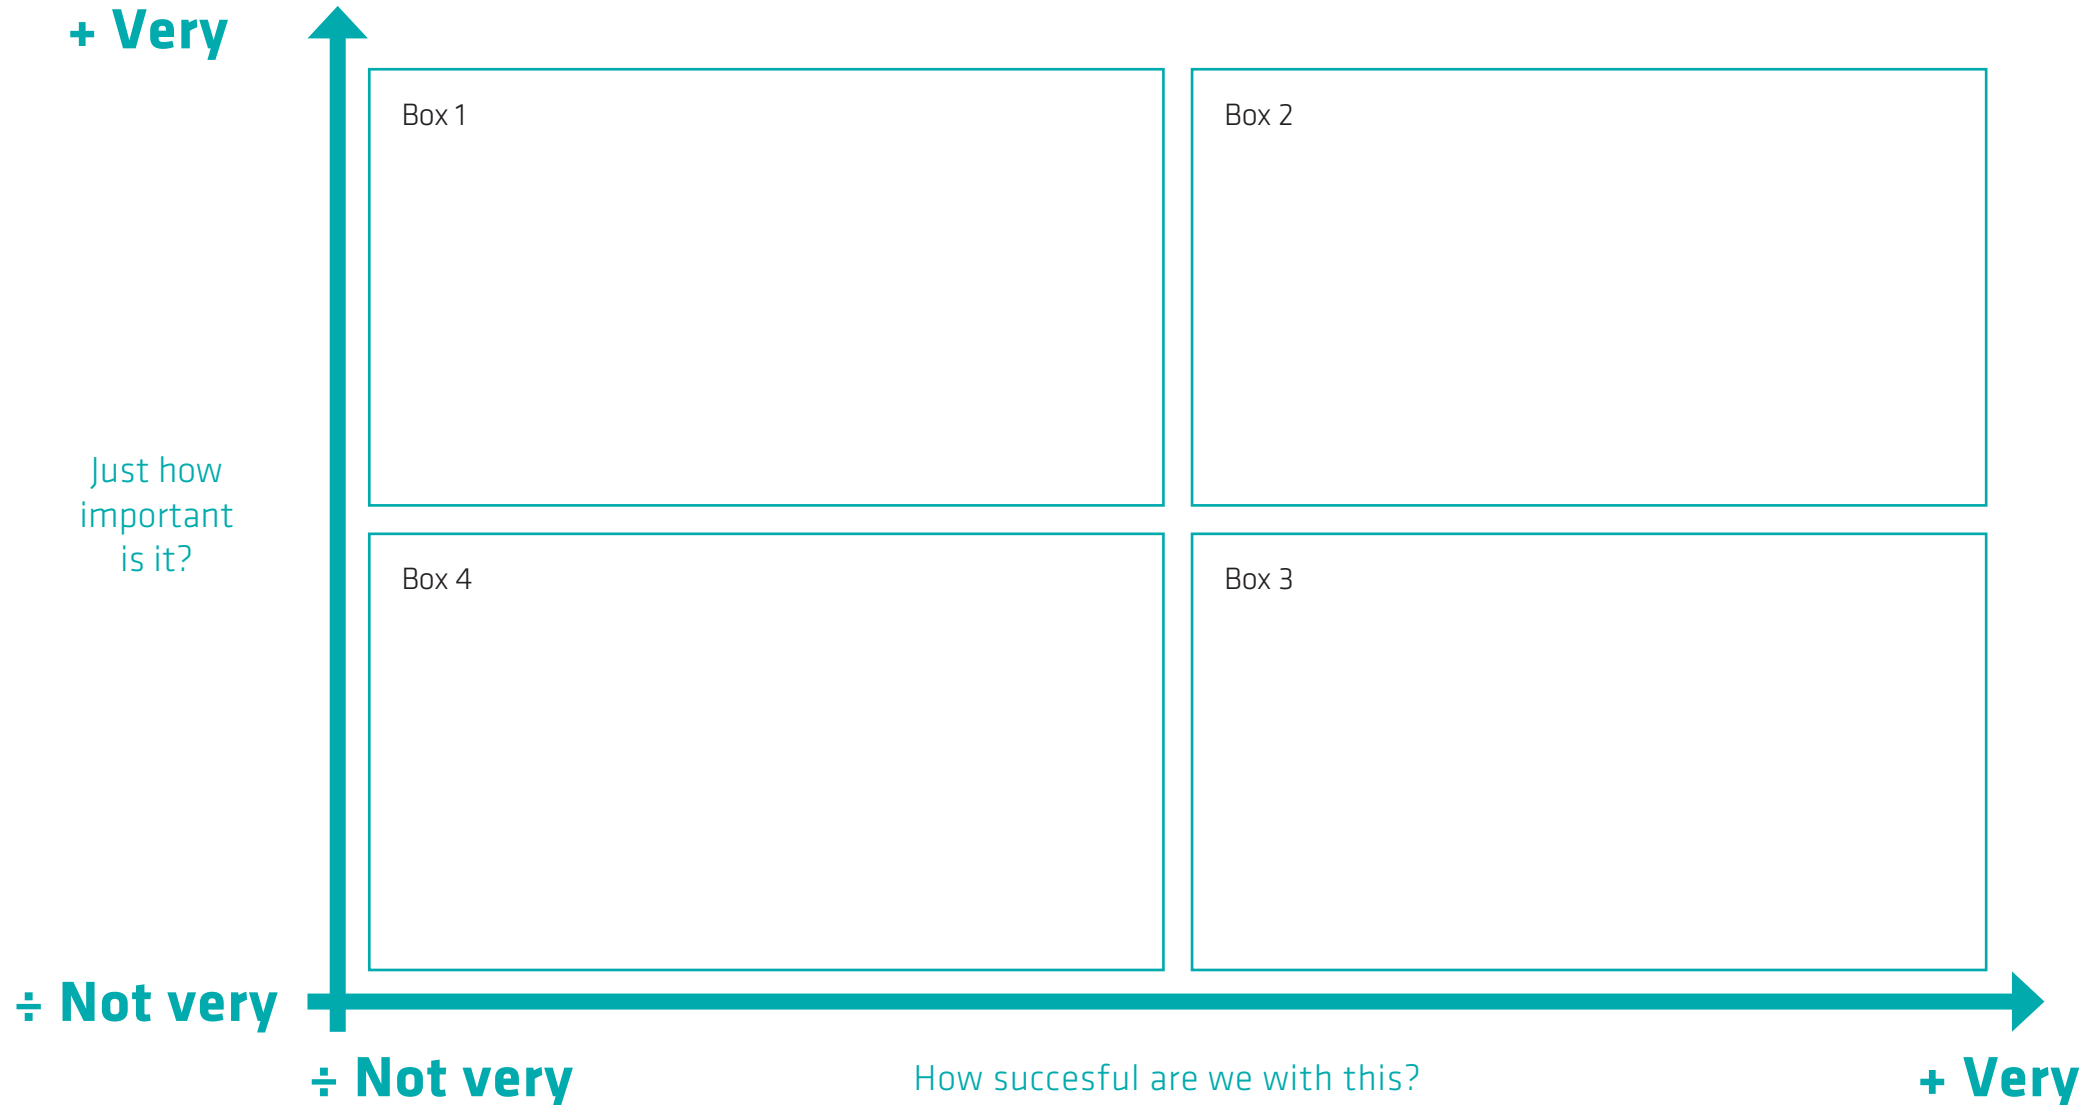 + Very
Box 1
Box 2
Just how
important
is it?
Box 4
Box 3
÷ Not very
÷ Not very
How succesful are we with this?
+ Very